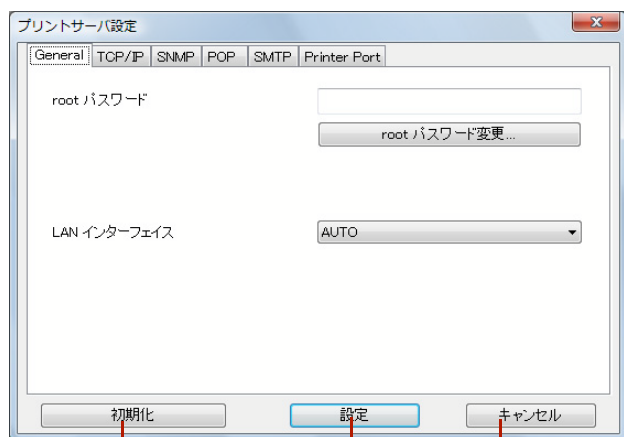 プリントサーバ設定
General TCP/IP SNMP POP SMTP Printer Port
root パスワード
root パスワード変更...
LAN インターフェイス AUTO
初期化 設定 キャンセル